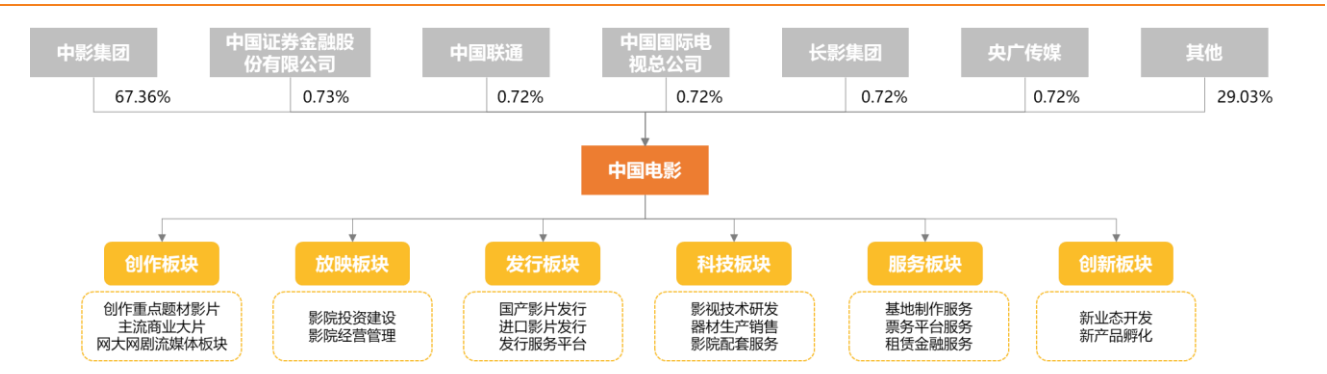 中影集团
中国证券金融股
份有限公司
中国联通
中国国际电
视总公司
长影集团
央广传媒
其他
67.36%
0.73%
0.72%
0.72%
0.72%
0.72%
29.03%
中国电影
创作板块
放映板块
发行板块
科技板块
服务板块
创新板块
创作重点题材影片
主流商业大片
网大网剧流媒体板块
影院投资建设
影院经营管理
国产影片发行
进口影片发行
发行服务平台
影视技术研发
器材生产销售
影院配套服务
基地制作服务
票务平台服务
租赁金融服务
新业态开发
新产品孵化